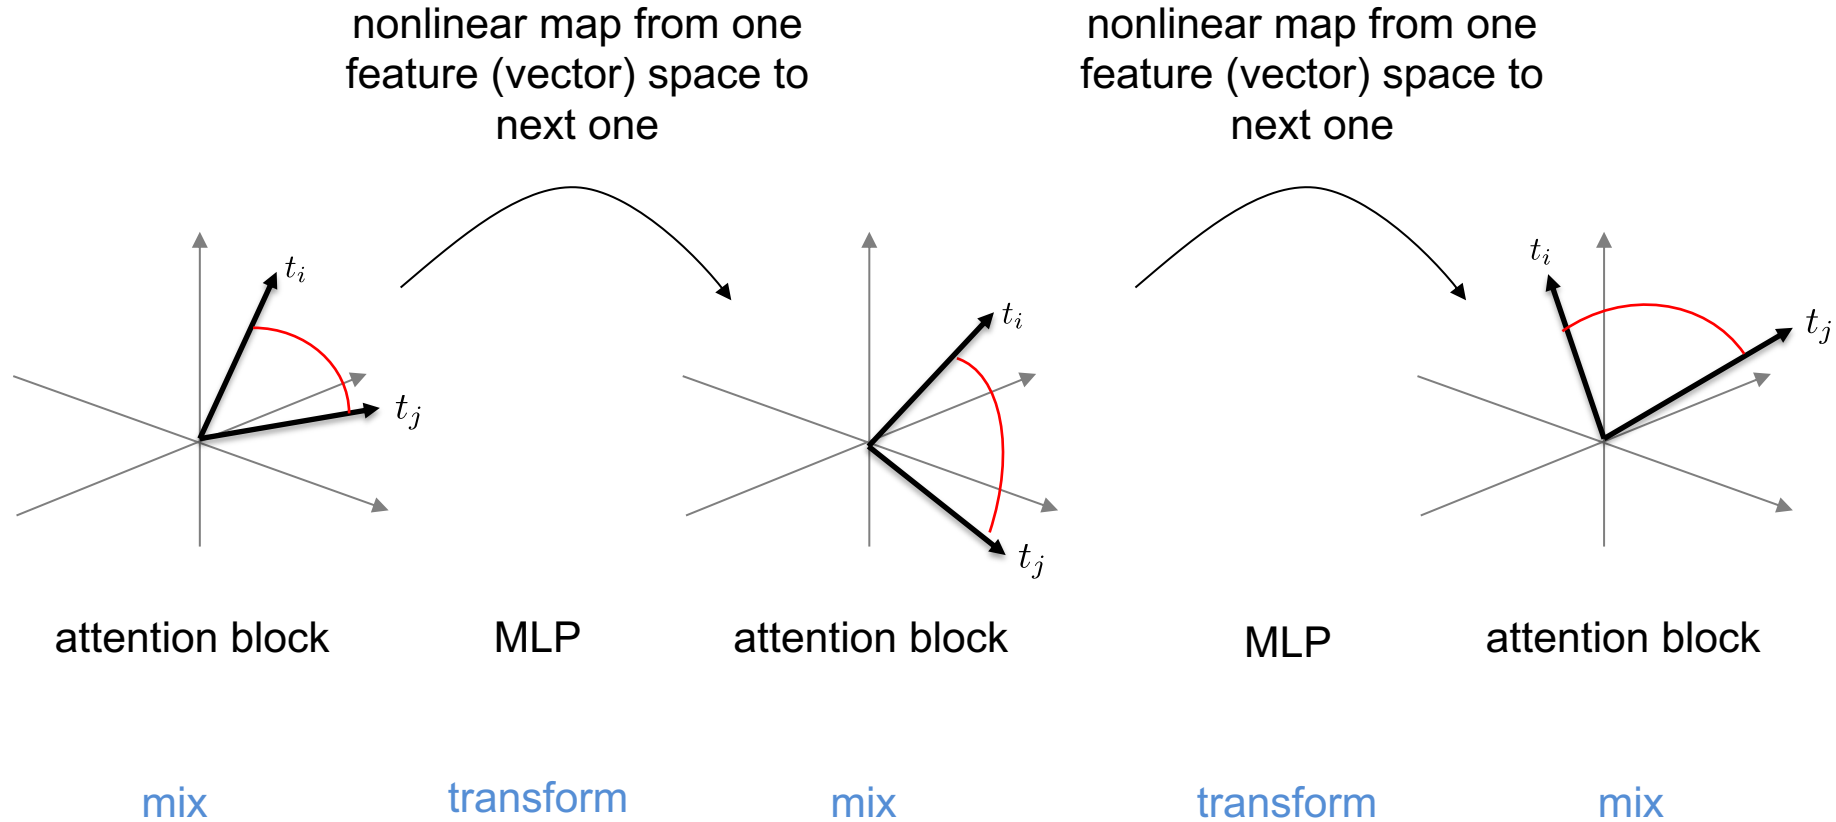 nonlinear map from one
feature (vector) space to
next one
nonlinear map from one
feature (vector) space to
next one
t_i
t_j
t_i
t_j
t_i
t_j
attention block
MLP
attention block
MLP
attention block
mix
transform
mix
transform
mix